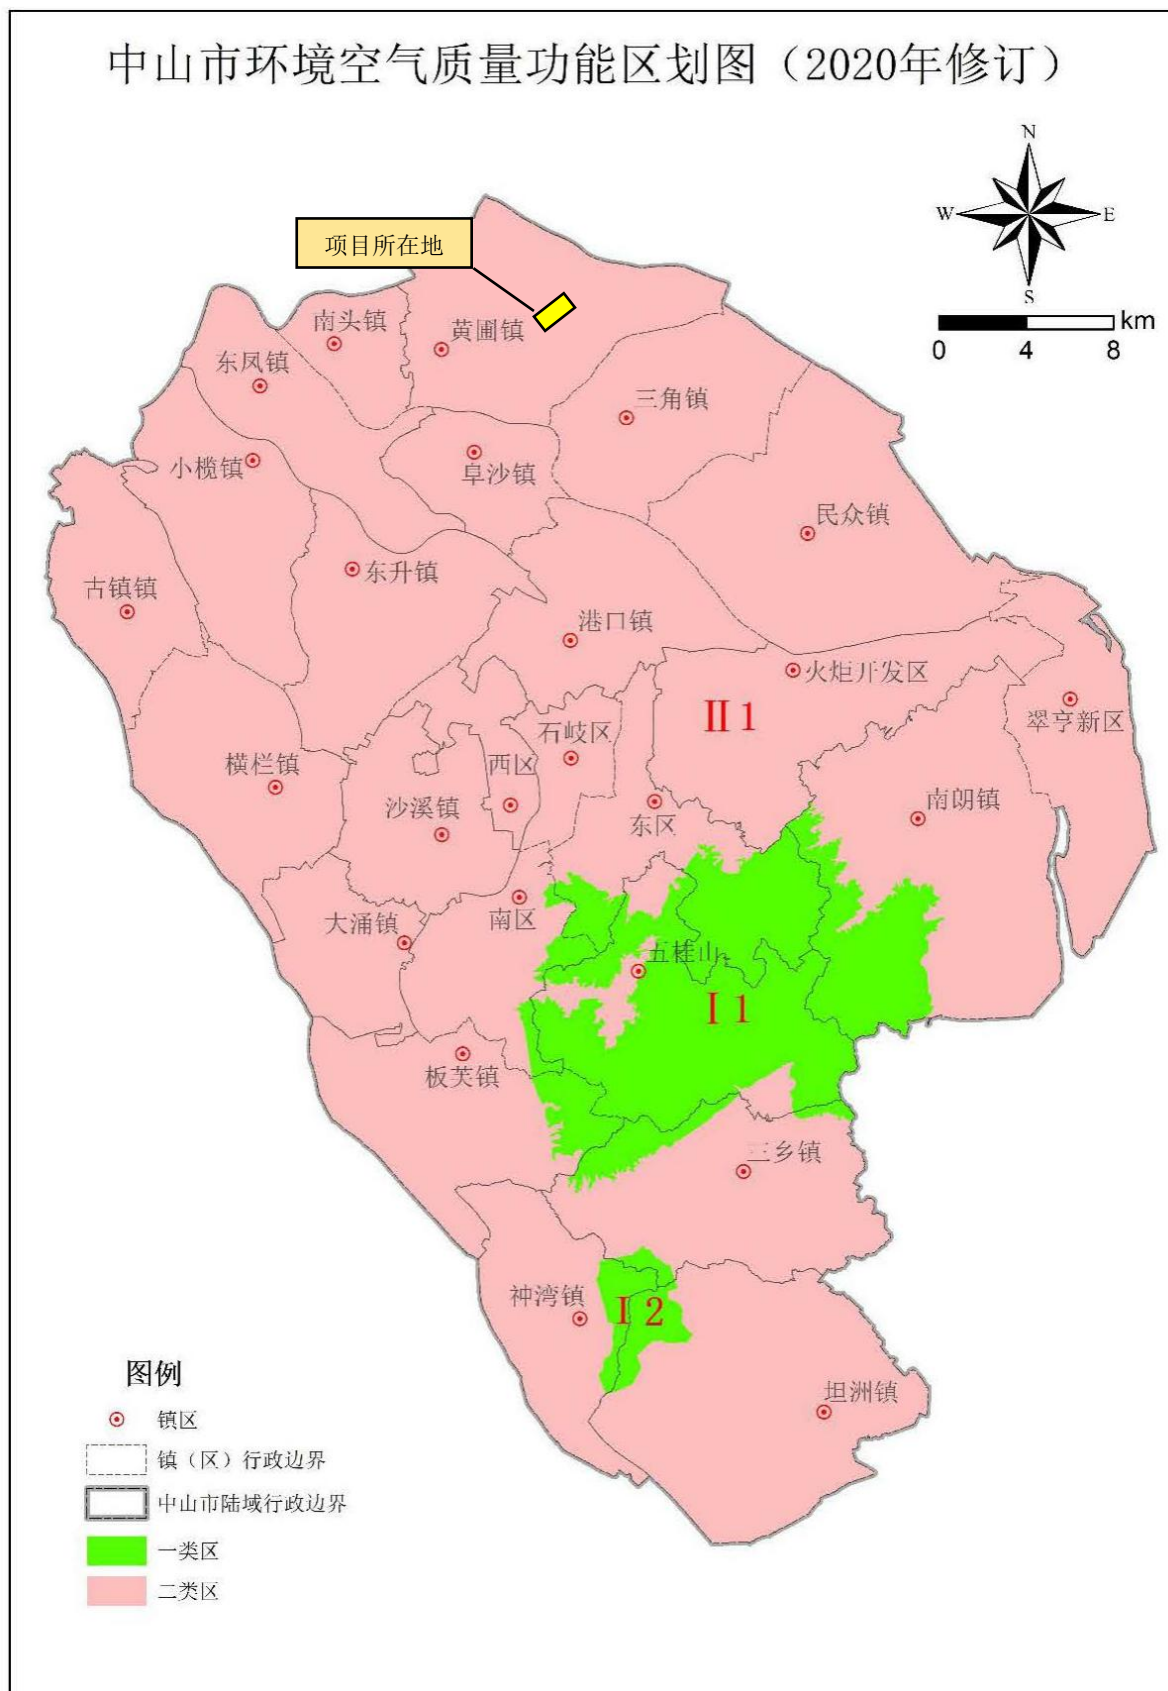 中山市环境空气质量功能区划图（2020年修订）
N
W
E
S
km
0 4 8
项目所在地
南头镇
黄圃镇
东凤镇
三角镇
小榄镇
阜沙镇
民众镇
东升镇
古镇镇
港口镇
火炬开发区
II 1
石岐区
翠亨新区
横栏镇
西区
沙溪镇
东区
南朗镇
南区
大涌镇
五桂山
I 1
板芙镇
三乡镇
神湾镇
I 2
坦洲镇
图例
镇区
镇（区）行政边界
中山市陆域行政边界
一类区
二类区